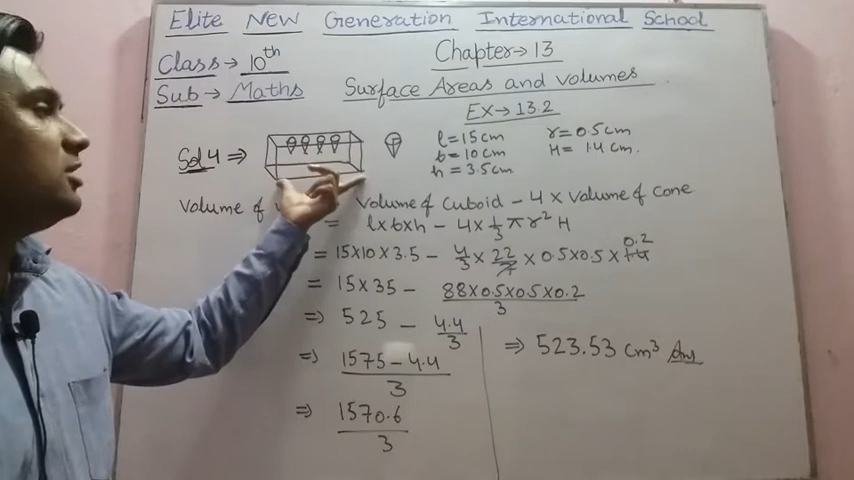 Elite New Generation International School
Class → 10th
Chapter → 13
Sub → Maths
Surface Areas and volumes
EX → 13.2
Sol 4 ⇒
l = 15 cm
b = 10 cm
h = 3.5 cm
r = 0.5 cm
H = 1.4 cm.
Volume of volume of cuboid - 4 × volume of cone
= l × b × h - 4 × 1/3 π r² H
= 15 × 10 × 3.5 - 4/3 × 22/7 × 0.5 × 0.5 × 1.4 0.2
= 15 × 35 - 88 × 0.5 × 0.5 × 0.2 / 3
⇒ 525 - 4.4/3
⇒ 1575 - 4.4 / 3
⇒ 1570.6 / 3
⇒ 523.53 cm³ Ans